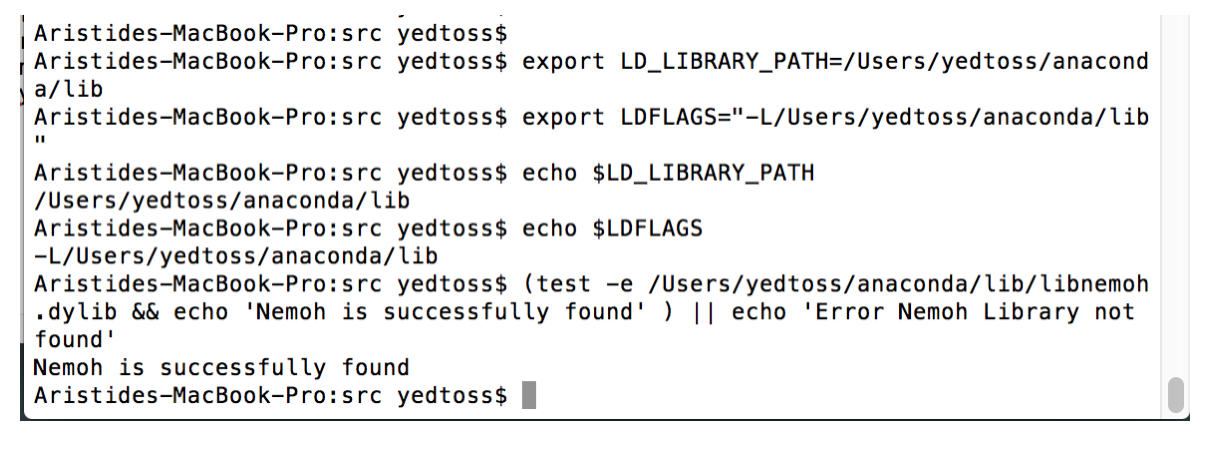 Aristides-MacBook-Pro:src yedtoss$
Aristides-MacBook-Pro:src yedtoss$ export LD_LIBRARY_PATH=/Users/yedtoss/anacond
a/lib
Aristides-MacBook-Pro:src yedtoss$ export LDFLAGS="-L/Users/yedtoss/anaconda/lib
"
Aristides-MacBook-Pro:src yedtoss$ echo $LD_LIBRARY_PATH
/Users/yedtoss/anaconda/lib
Aristides-MacBook-Pro:src yedtoss$ echo $LDFLAGS
-L/Users/yedtoss/anaconda/lib
Aristides-MacBook-Pro:src yedtoss$ (test -e /Users/yedtoss/anaconda/lib/libnemoh
.dylib && echo 'Nemoh is successfully found' ) || echo 'Error Nemoh Library not
found'
Nemoh is successfully found
Aristides-MacBook-Pro:src yedtoss$